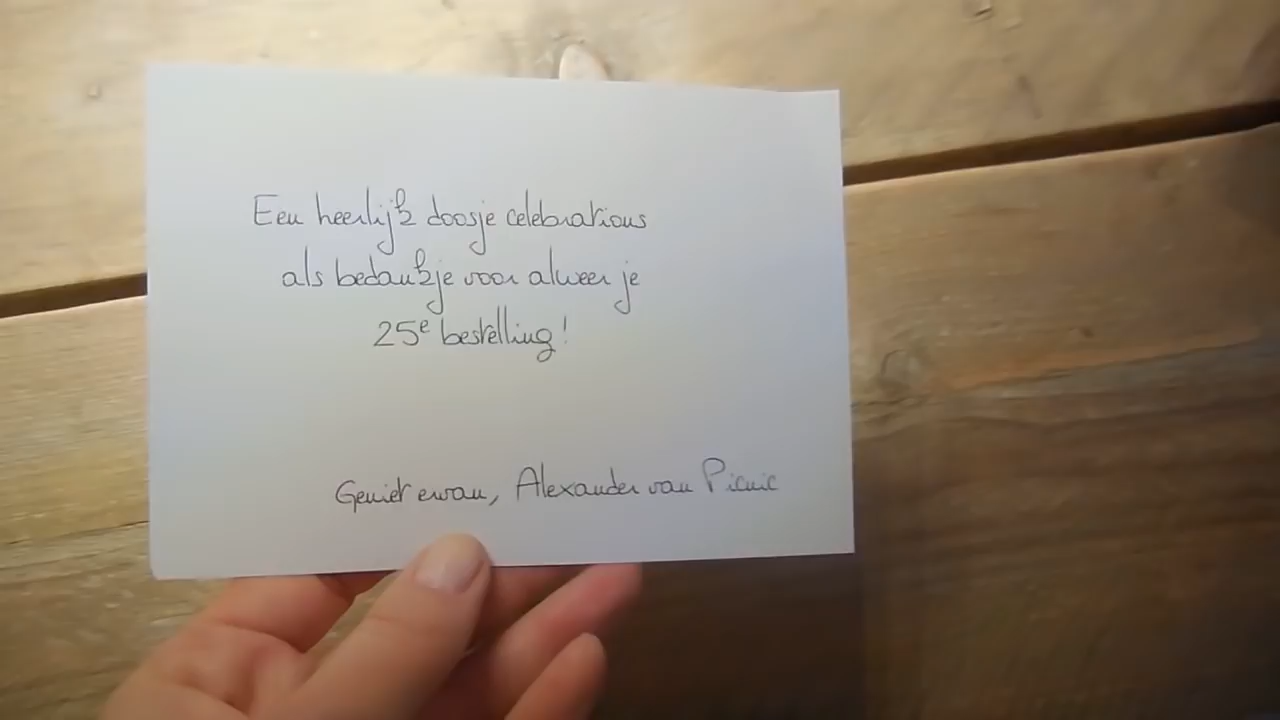 Een heerlijk doosje celebrations
als bedankje voor alweer je
25e bestelling!
Geniet ervan, Alexander van Picnic